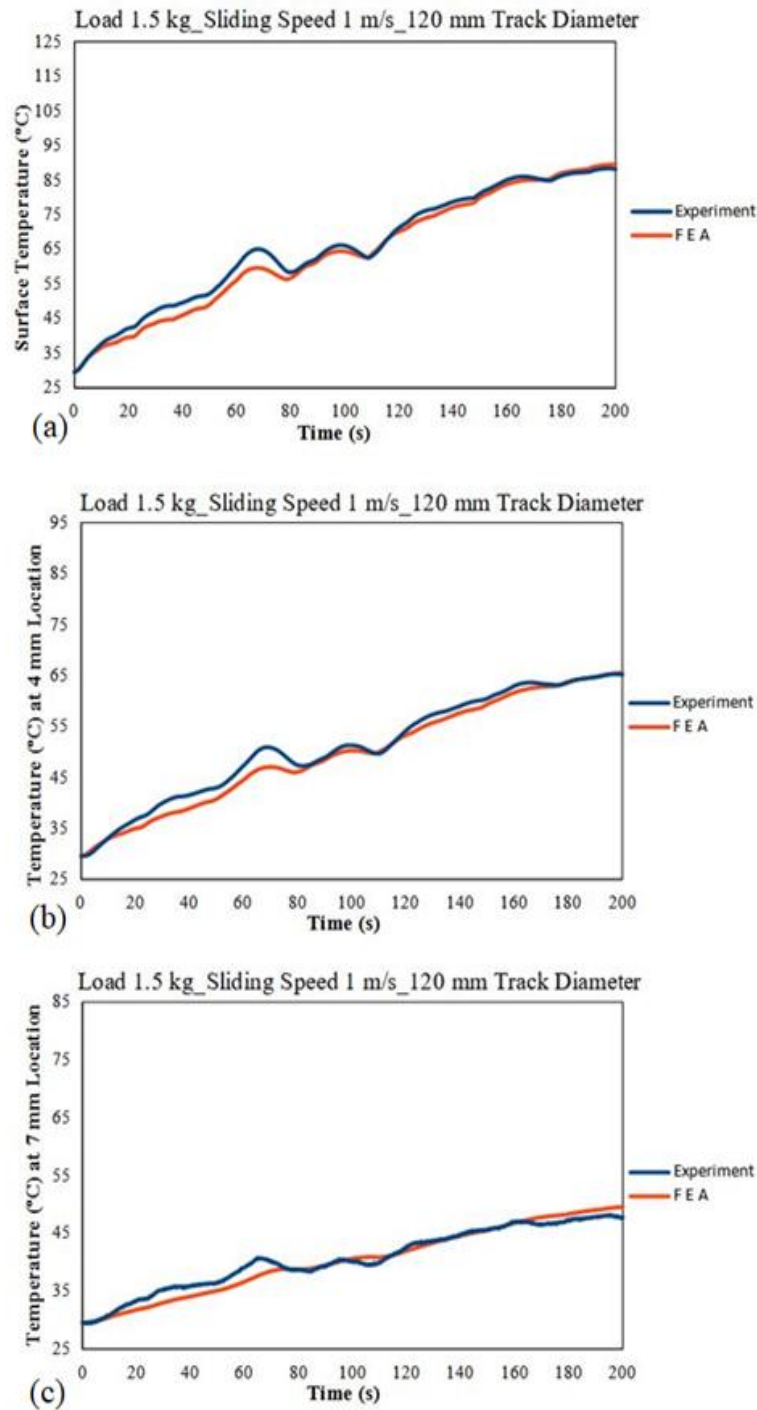 Load 1.5 kg_Sliding Speed 1 m/s_120 mm Track Diameter
Surface Temperature (°C)
125
115
105
95
85
75
65
55
45
35
25
0 20 40 60 80 100 120 140 160 180 200
Time (s)
Experiment
F E A
(a)
Load 1.5 kg_Sliding Speed 1 m/s_120 mm Track Diameter
Temperature (°C) at 4 mm Location
95
85
75
65
55
45
35
25
0 20 40 60 80 100 120 140 160 180 200
Time (s)
Experiment
F E A
(b)
Load 1.5 kg_Sliding Speed 1 m/s_120 mm Track Diameter
Temperature (°C) at 7 mm Location
85
75
65
55
45
35
25
0 20 40 60 80 100 120 140 160 180 200
Time (s)
Experiment
F E A
(c)